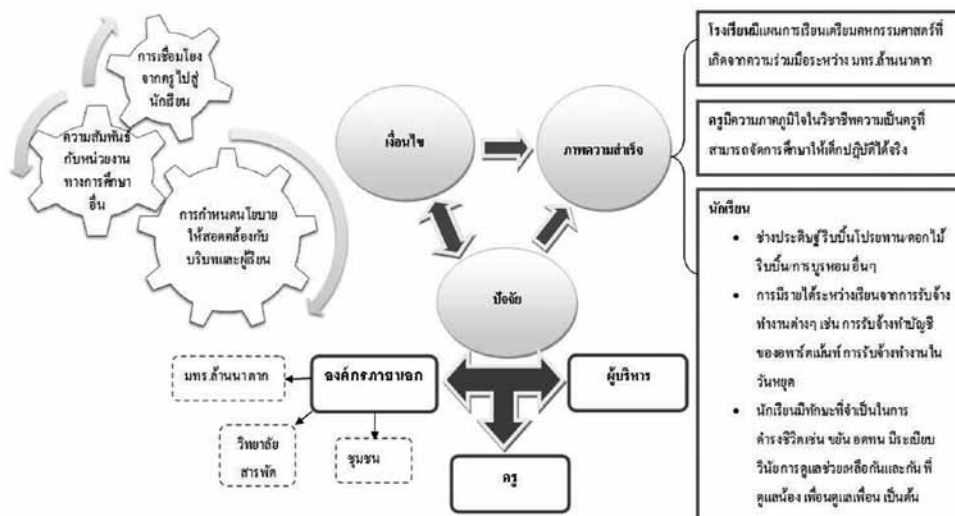 การเชื่อมโยง
จากครูไปสู่
นักเรียน
ความสัมพันธ์
กับหน่วยงาน
ทางการศึกษา
อื่น
การกำหนดนโยบาย
ให้สอดคล้องกับ
บริบทและผู้เรียน
เงื่อนไข
ภาพความสำเร็จ
ปัจจัย
องค์กรภายนอก
ผู้บริหาร
ครู
มทร.ล้านนาตาก
วิทยาลัย
สารพัด
ชุมชน
โรงเรียนมีแผนการเรียนเตรียมคหกรรมศาสตร์ที่
เกิดจากความร่วมมือระหว่าง มทร.ล้านนาตาก
ครูมีความภาคภูมิใจในวิชาชีพความเป็นครูที่
สามารถจัดการศึกษาให้เด็กปฏิบัติได้จริง
นักเรียน
• ช่างประดิษฐ์ริบบิ้นโปรยทาน/ดอกไม้
ริบบิ้น/การบูรหอม อื่นๆ
• การมีรายได้ระหว่างเรียนจากการรับจ้าง
ทำงานต่างๆ เช่น การรับจ้างทำบัญชี
ของอพาร์ตเม้นท์ การรับจ้างทำงานใน
วันหยุด
• นักเรียนมีทักษะที่จำเป็นในการ
ดำรงชีวิตเช่น ขยัน อดทน มีระเบียบ
วินัย การดูแลช่วยเหลือกันและกัน พี่
ดูแลน้อง เพื่อนดูแลเพื่อน เป็นต้น